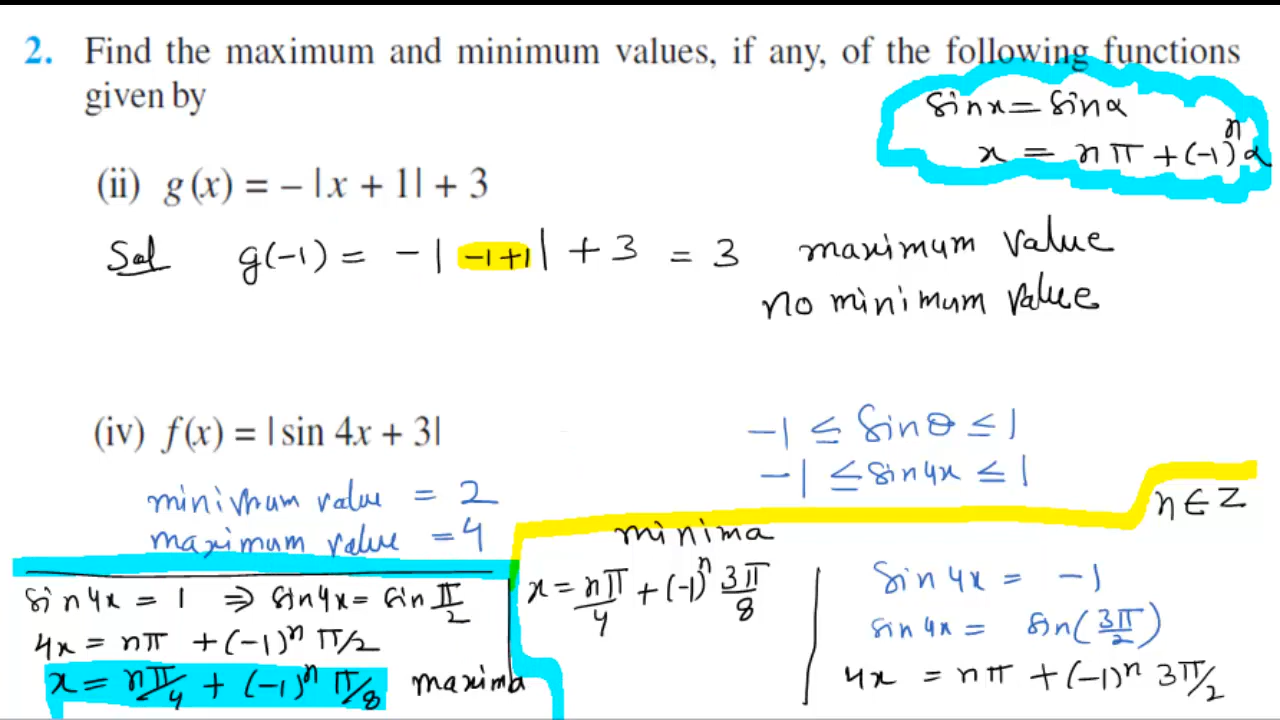 2. Find the maximum and minimum values, if any, of the following functions
given by
sinx = sinα
x = nπ + (-1)ⁿα
(ii) g(x) = – |x + 1| + 3
Sol g(-1) = -| -1+1| + 3 = 3 maximum value
no minimum value
(iv) f(x) = |sin 4x + 3|
-1 ≤ sinθ ≤ 1
-1 ≤ sin4x ≤ 1
minimum value = 2
maximum value = 4
n ∈ Z
sin4x = 1 ⇒ sin4x = sin π/2
4x = nπ + (-1)ⁿ π/2
x = nπ/4 + (-1)ⁿ π/8 maxima
minima
x = nπ/4 + (-1)ⁿ 3π/8
sin4x = -1
sin4x = sin(3π/2)
4x = nπ + (-1)ⁿ 3π/2